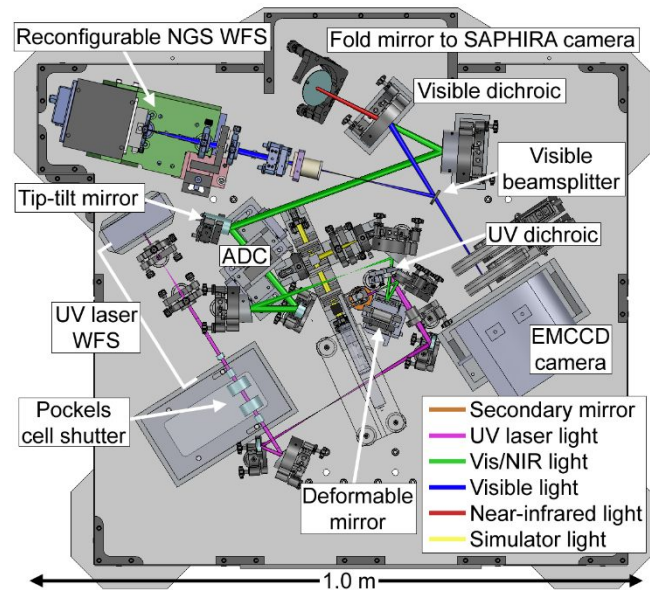 Reconfigurable NGS WFS
Fold mirror to SAPHIRA camera
Visible dichroic
Visible
beamsplitter
Tip-tilt mirror
ADC
UV dichroic
UV laser
WFS
EMCCD
camera
Pockels
cell shutter
Deformable
mirror
Secondary mirror
UV laser light
Vis/NIR light
Visible light
Near-infrared light
Simulator light
1.0 m